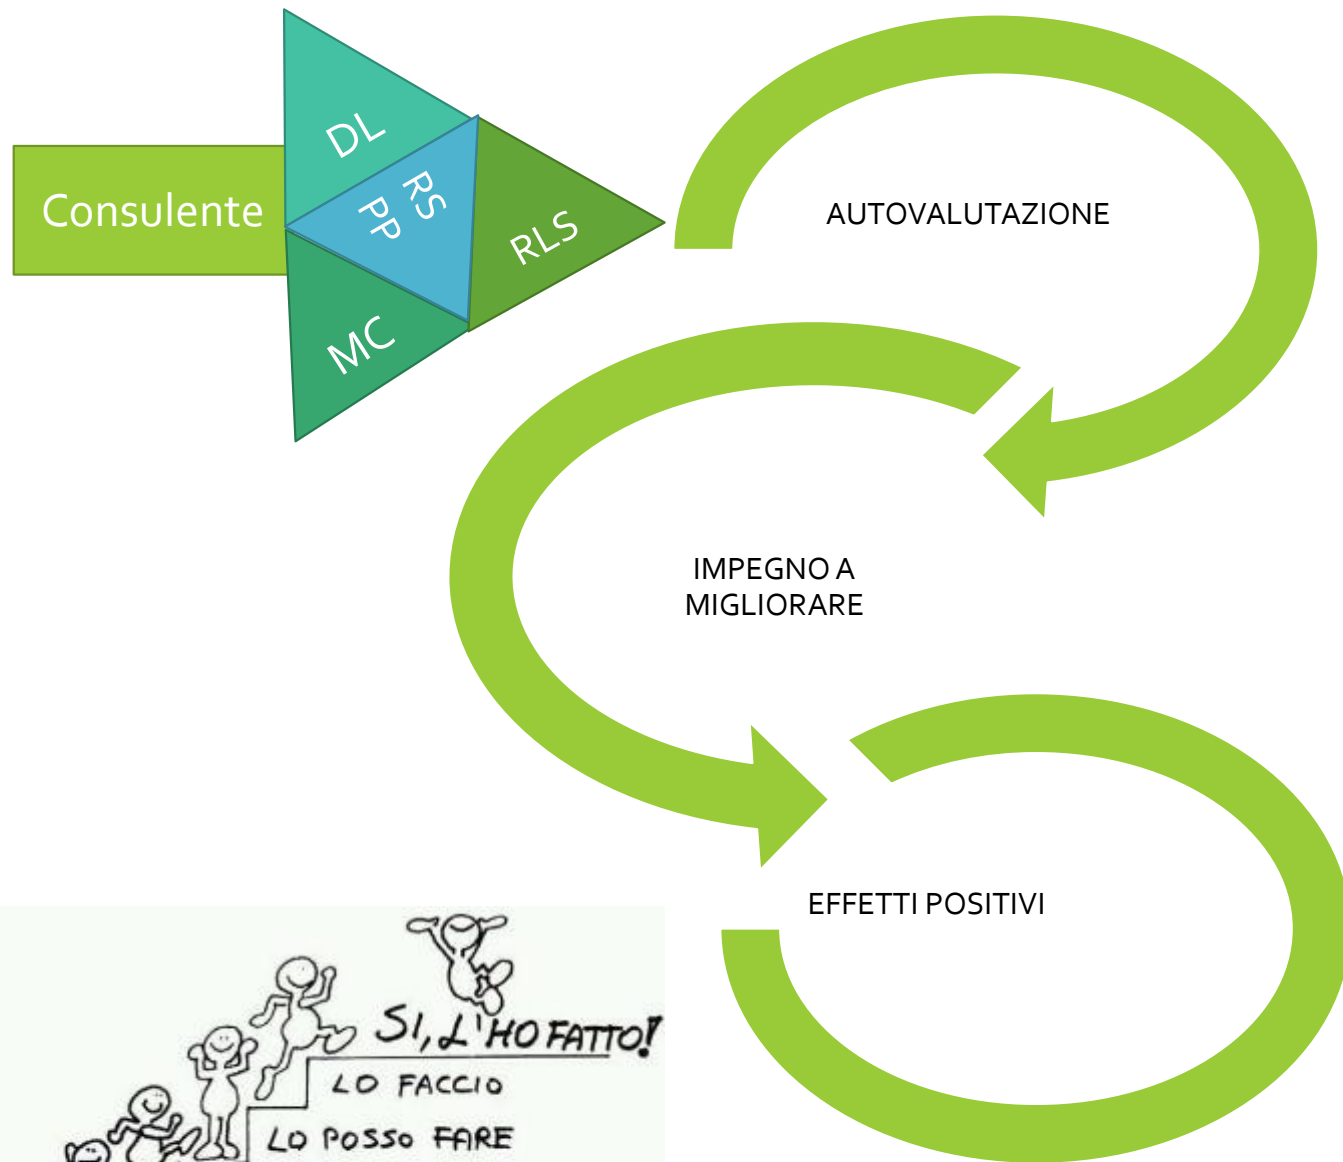 DL
Consulente
RS
PP
RLS
MC
AUTOVALUTAZIONE
IMPEGNO A
MIGLIORARE
EFFETTI POSITIVI
SI, L'HO FATTO!
LO FACCIO
LO POSSO FARE